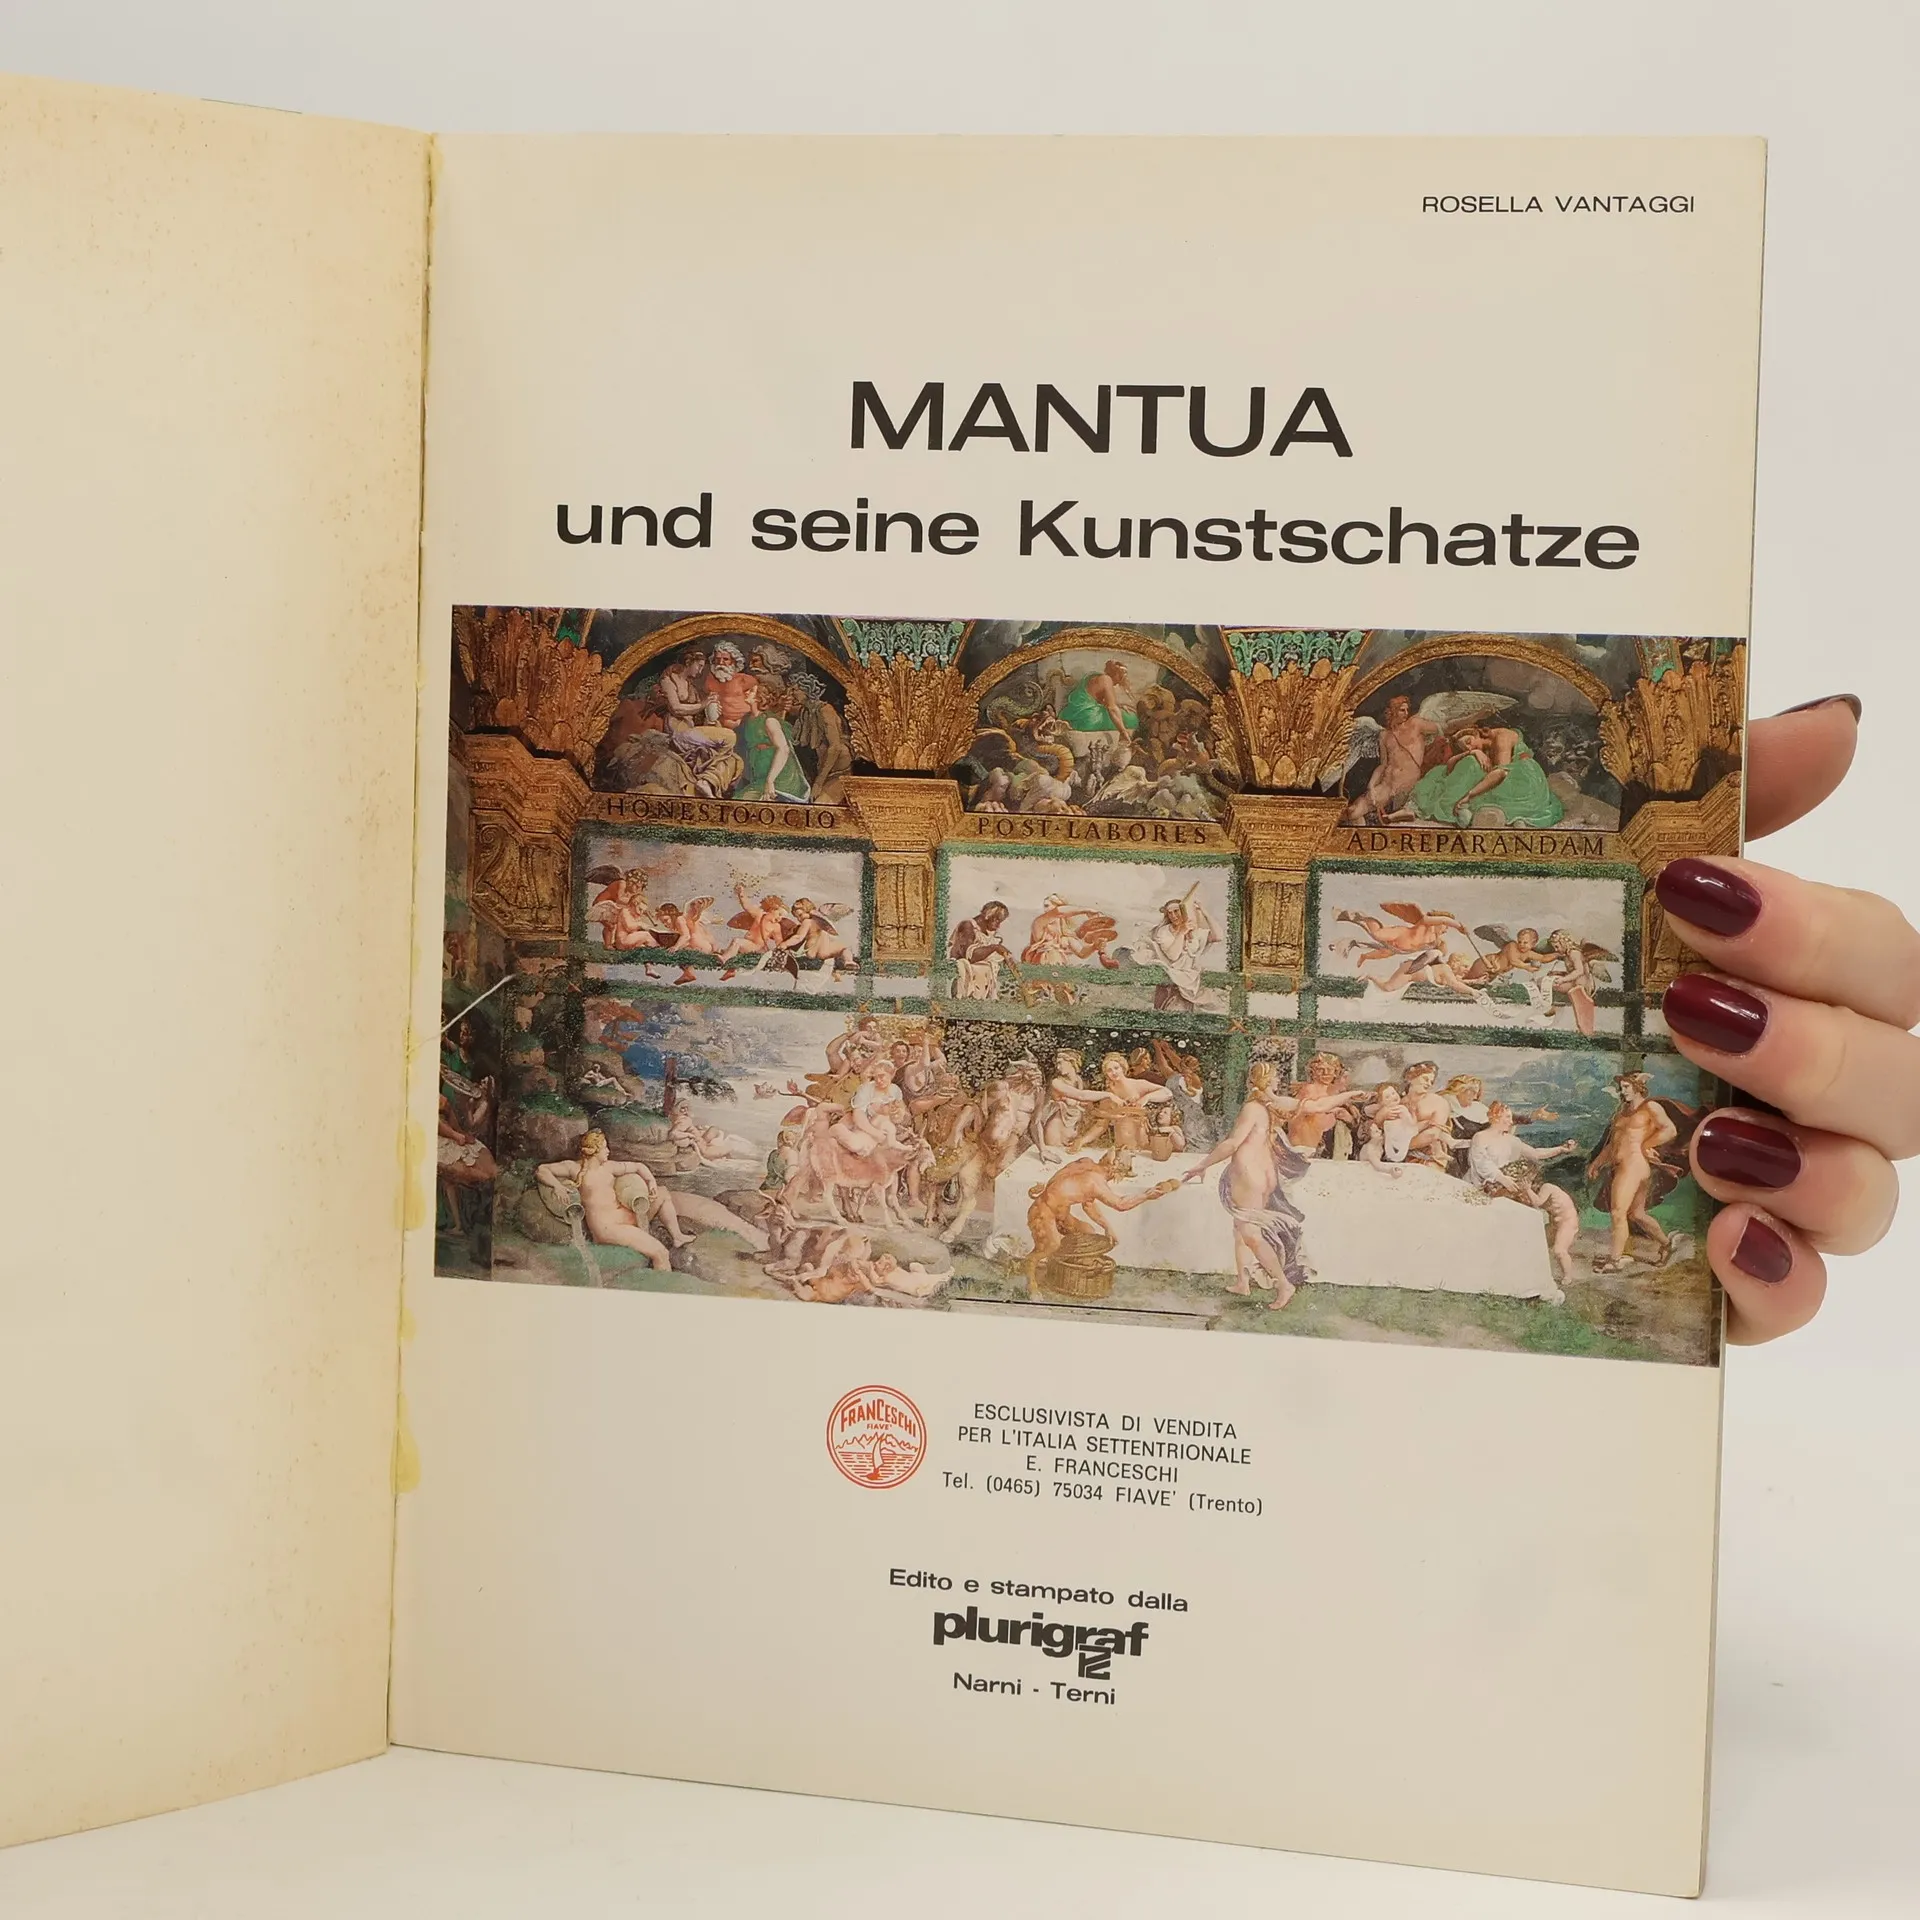 ROSELLA VANTAGGI
MANTUA
und seine Kunstschatze
HONESTO·OCIO
POST·LABORES
AD·REPARANDAM
FRANCESCHI
FIAVE'
ESCLUSIVISTA DI VENDITA
PER L'ITALIA SETTENTRIONALE
E. FRANCESCHI
Tel. (0465) 75034 FIAVE' (Trento)
Edito e stampato dalla
plurigraf
Narni - Terni